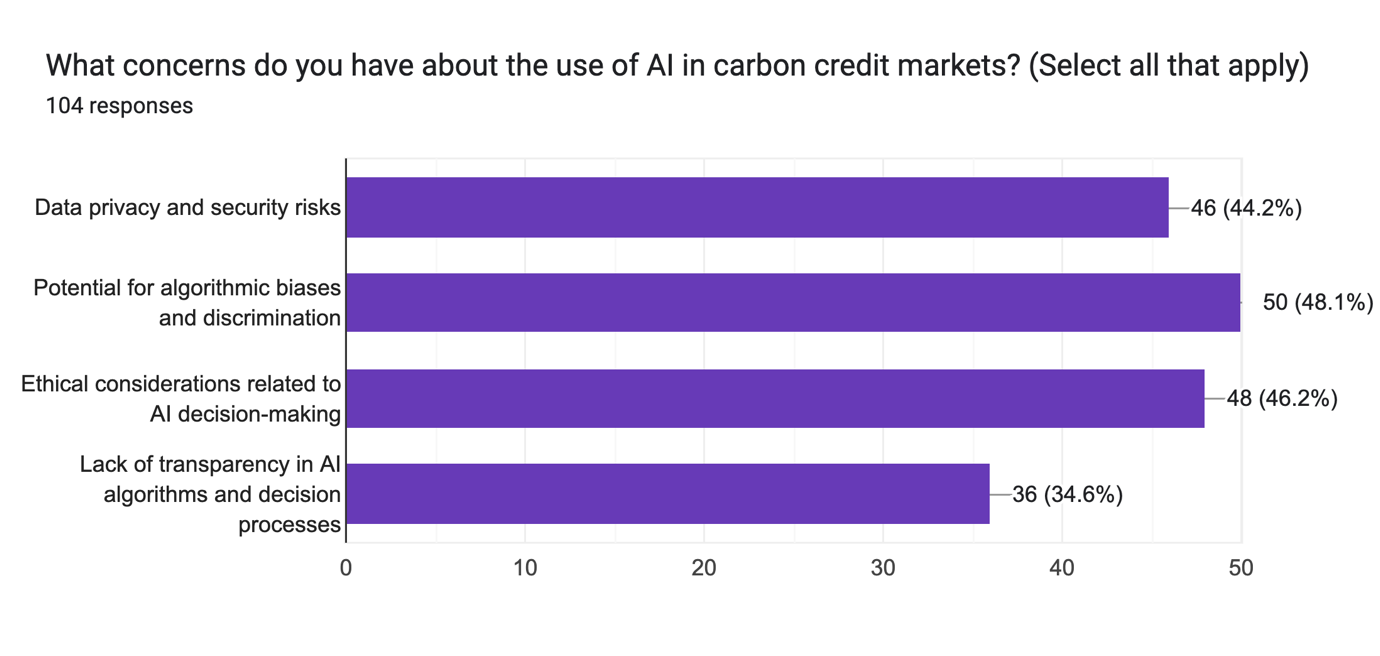 What concerns do you have about the use of AI in carbon credit markets? (Select all that apply)
104 responses
Data privacy and security risks
46 (44.2%)
Potential for algorithmic biases
and discrimination
50 (48.1%)
Ethical considerations related to
AI decision-making
48 (46.2%)
Lack of transparency in AI
algorithms and decision
processes
36 (34.6%)
0 10 20 30 40 50